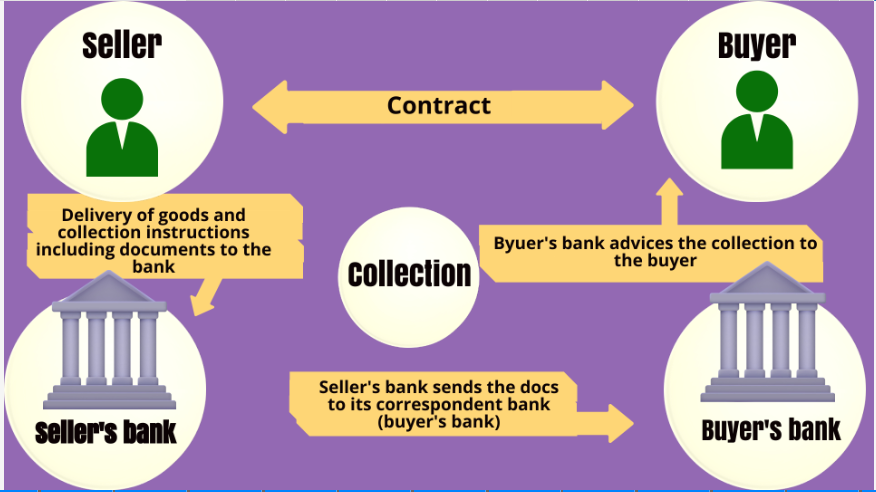 Seller
Buyer
Contract
Delivery of goods and
collection instructions
including documents to the
bank
Collection
Byuer's bank advices the collection to
the buyer
Seller's bank sends the docs
to its correspondent bank
(buyer's bank)
Seller's bank
Buyer's bank